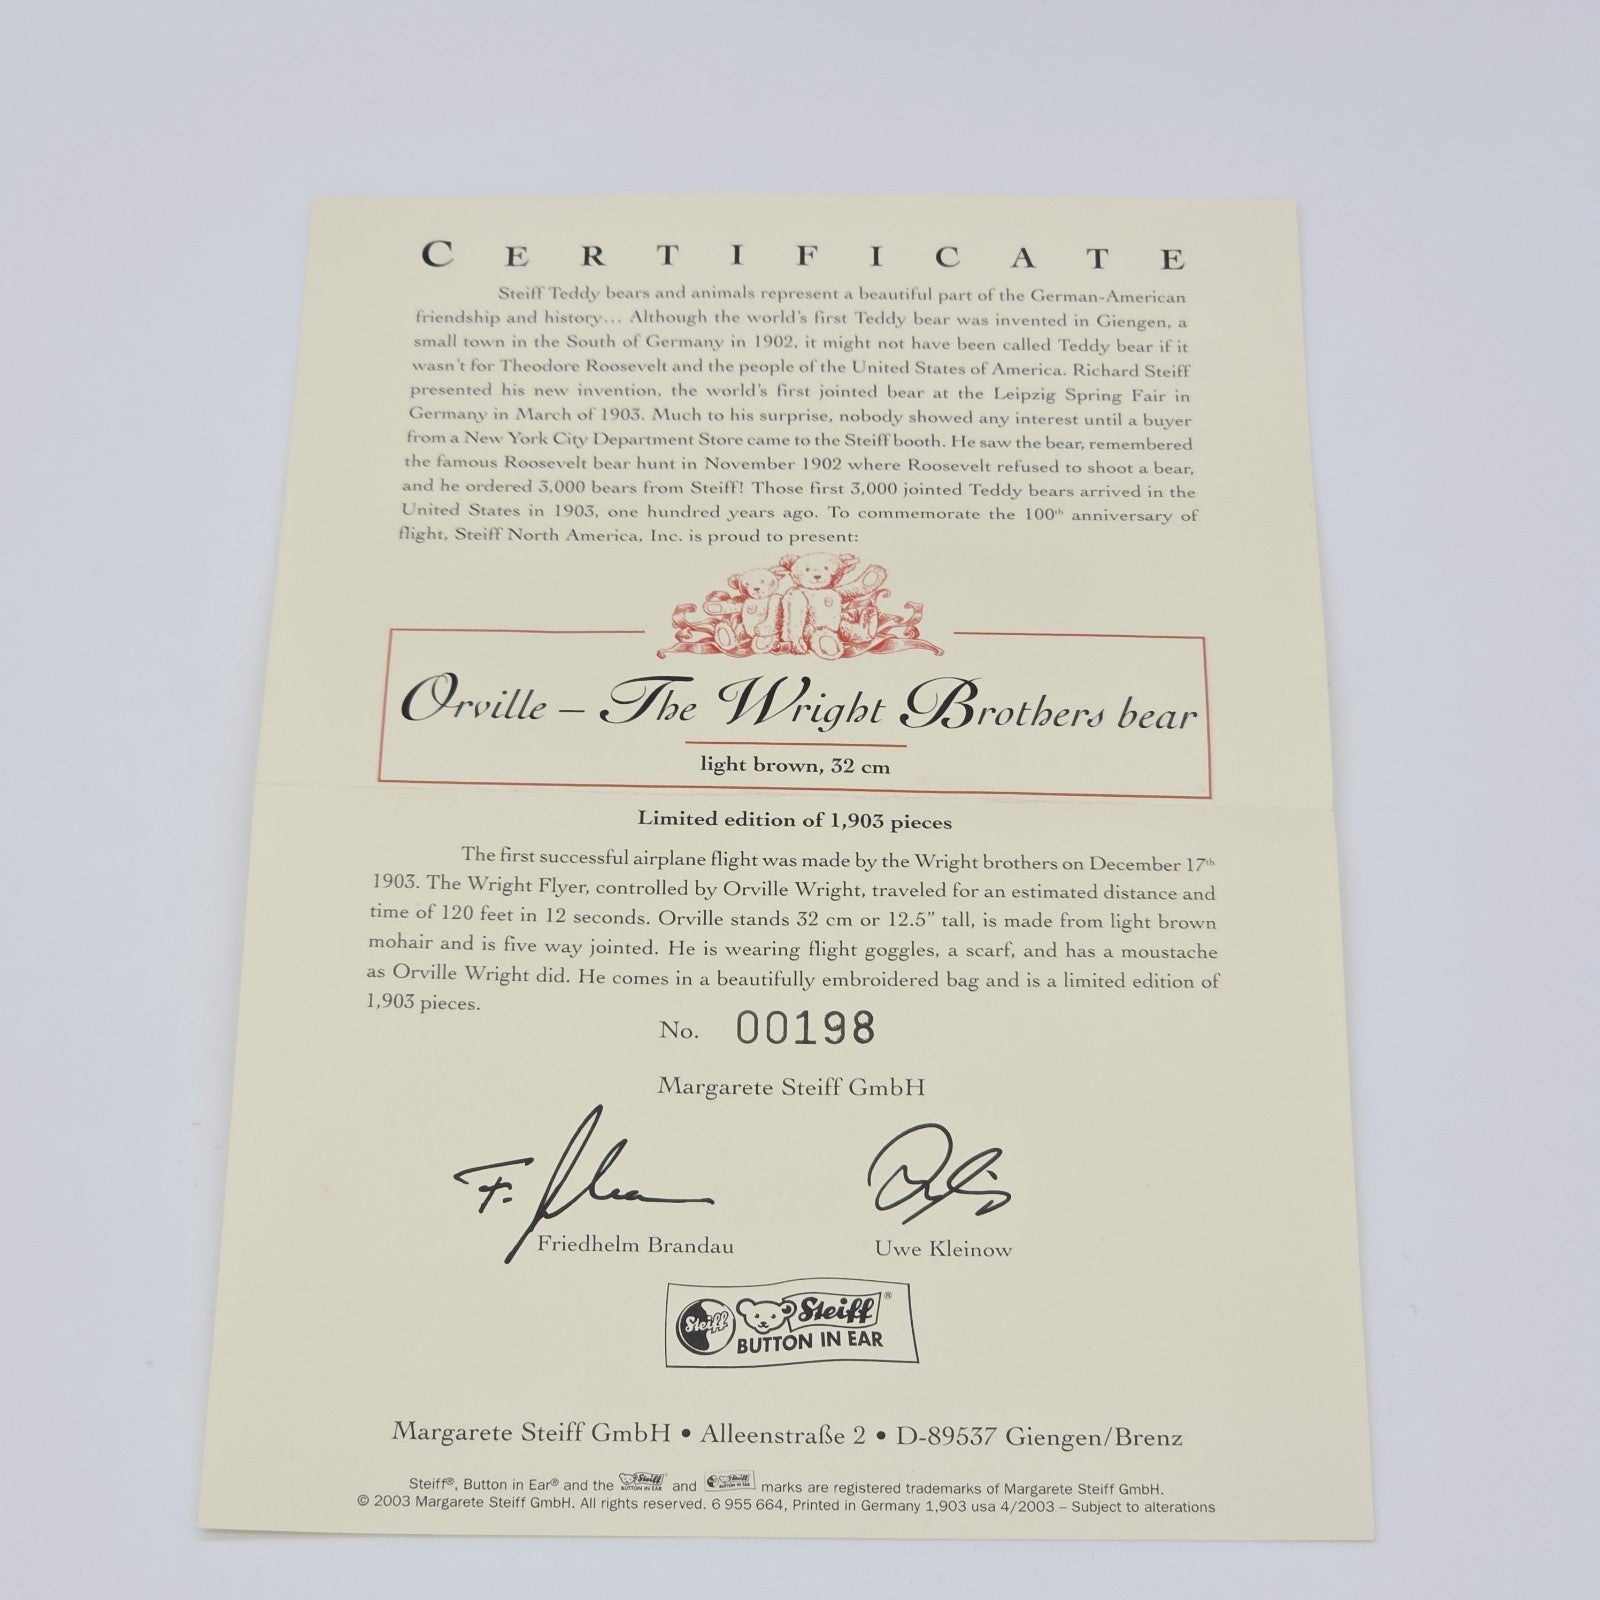 CERTIFICATE
Steiff Teddy bears and animals represent a beautiful part of the German-American
friendship and history... Although the world's first Teddy bear was invented in Giengen, a
small town in the South of Germany in 1902, it might not have been called Teddy bear if it
wasn't for Theodore Roosevelt and the people of the United States of America. Richard Steiff
presented his new invention, the world's first jointed bear at the Leipzig Spring Fair in
Germany in March of 1903. Much to his surprise, nobody showed any interest until a buyer
from a New York City Department Store came to the Steiff booth. He saw the bear, remembered
the famous Roosevelt bear hunt in November 1902 where Roosevelt refused to shoot a bear,
and he ordered 3,000 bears from Steiff! Those first 3,000 jointed Teddy bears arrived in the
United States in 1903, one hundred years ago. To commemorate the 100th anniversary of
flight, Steiff North America, Inc. is proud to present:
Orville – The Wright Brothers bear
light brown, 32 cm
Limited edition of 1,903 pieces
The first successful airplane flight was made by the Wright brothers on December 17th
1903. The Wright Flyer, controlled by Orville Wright, traveled for an estimated distance and
time of 120 feet in 12 seconds. Orville stands 32 cm or 12.5" tall, is made from light brown
mohair and is five way jointed. He is wearing flight goggles, a scarf, and has a moustache
as Orville Wright did. He comes in a beautifully embroidered bag and is a limited edition of
1,903 pieces.
No. 00198
Margarete Steiff GmbH
Friedhelm Brandau
Uwe Kleinow
Steiff Steiff®
BUTTON IN EAR
Margarete Steiff GmbH • Alleenstraße 2 • D-89537 Giengen/Brenz
Steiff®, Button in Ear® and the Steiff BUTTON IN EAR and Steiff BUTTON IN EAR marks are registered trademarks of Margarete Steiff GmbH.
© 2003 Margarete Steiff GmbH. All rights reserved. 6 955 664, Printed in Germany 1,903 usa 4/2003 – Subject to alterations